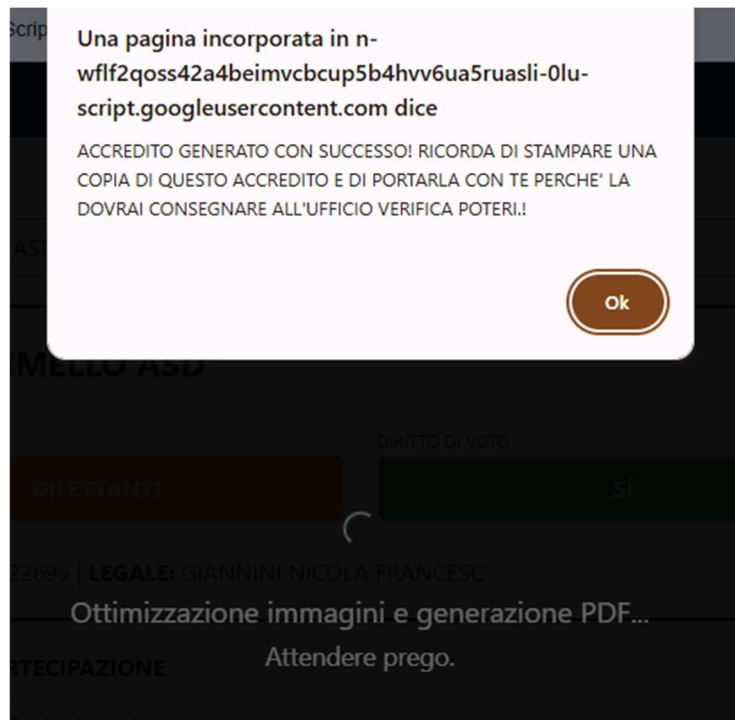 Scrip
Una pagina incorporata in n-
wflf2qoss42a4beimvcbcup5b4hvv6ua5ruasli-0lu-
script.googleusercontent.com dice
ACCREDITO GENERATO CON SUCCESSO! RICORDA DI STAMPARE UNA
COPIA DI QUESTO ACCREDITO E DI PORTARLA CON TE PERCHE' LA
DOVRAI CONSEGNARE ALL'UFFICIO VERIFICA POTERI.!
Ok
MELLO ASD
DIRITTO DI VOTO
DILETTANTI
SÌ
22695 | LEGALE: GIANNINI NICOLA FRANCESC
Ottimizzazione immagini e generazione PDF...
RTECIPAZIONE
Attendere prego.